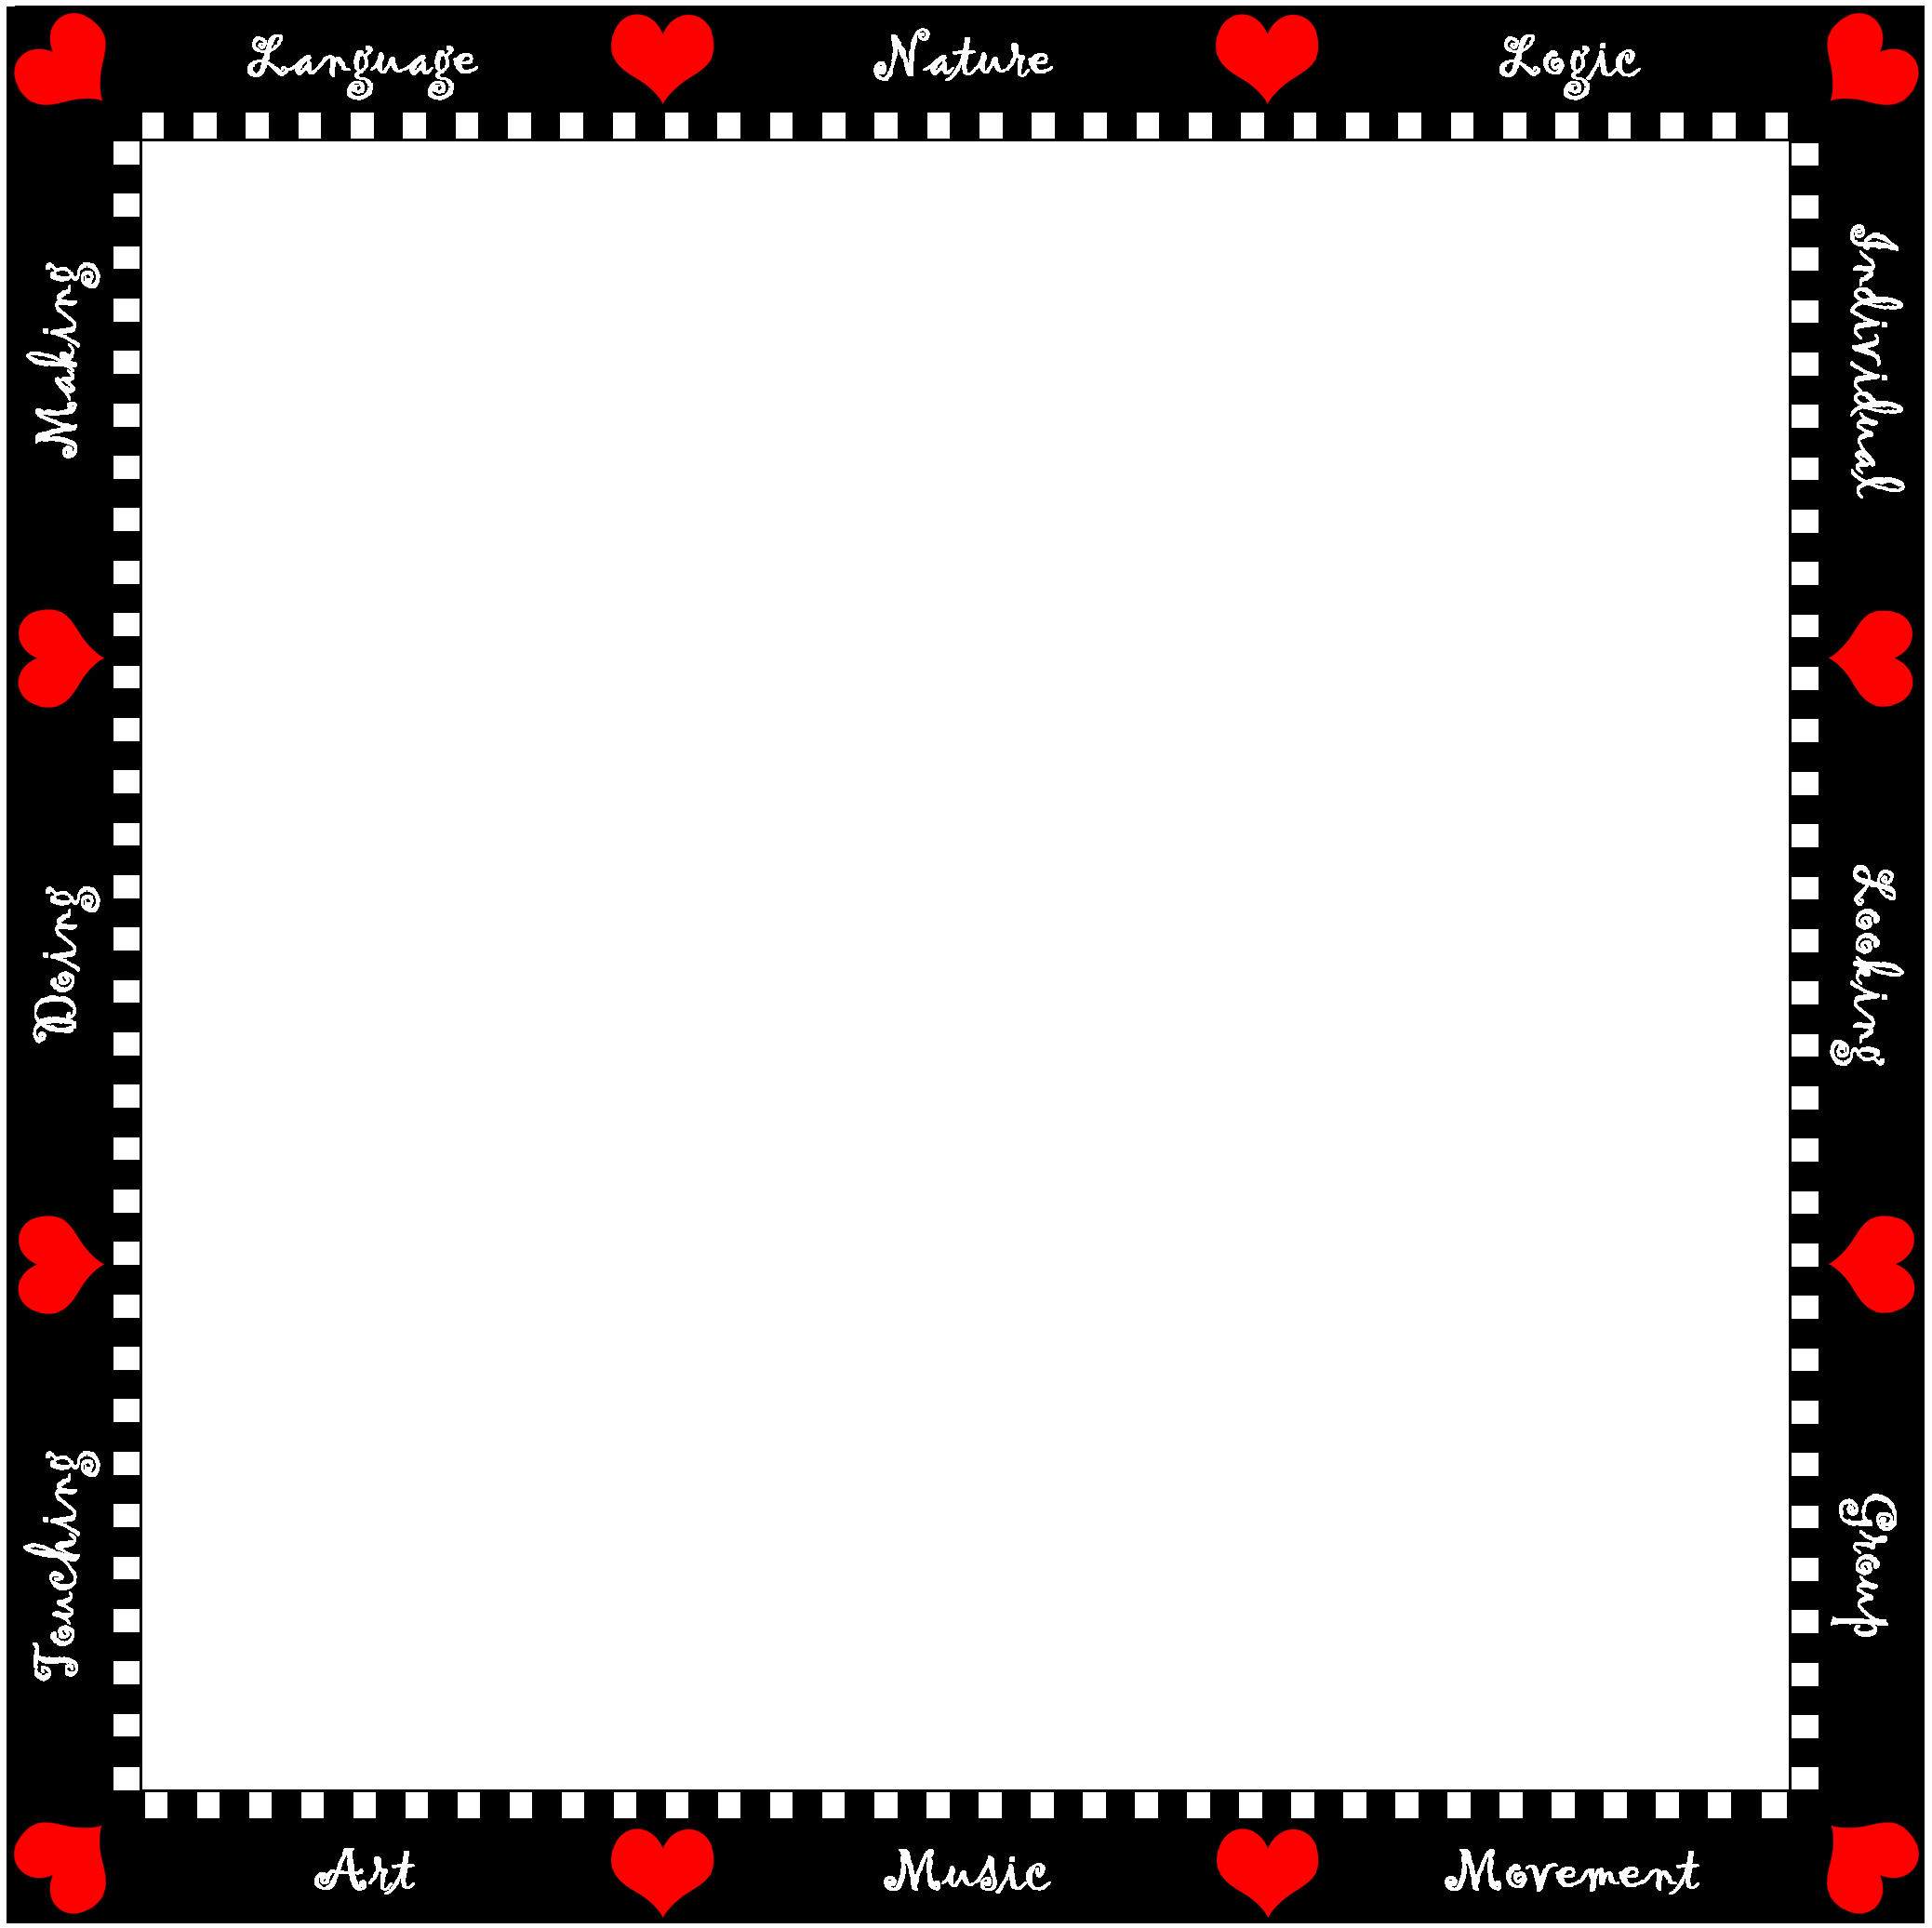 Language
Nature
Logic
Individual
Looking
Group
Art
Music
Movement
Making
Doing
Touching